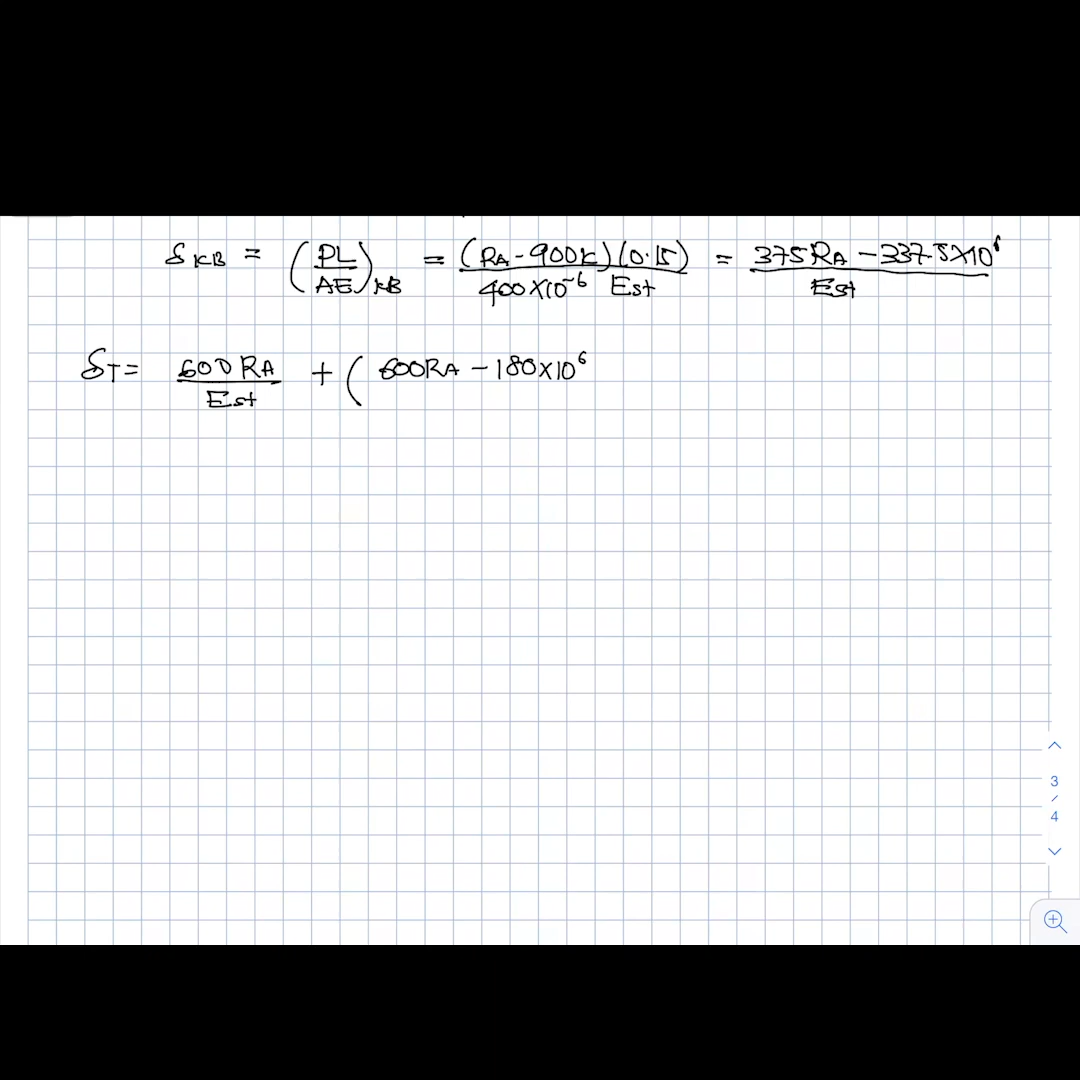 δKB = (PL/AE)KB = (RA - 900K)(0.15) / 400×10⁻⁶ Est = 375RA - 337.5×10⁶ / Est
δT = 600RA / Est + ( 600RA - 180×10⁶
3
/
4